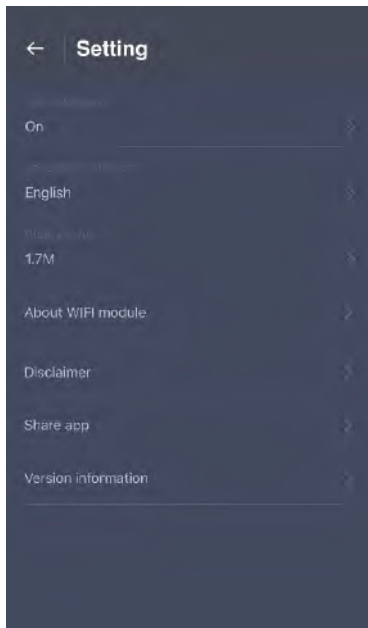 Setting
On
English
1.7M
About WIFI module
Disclaimer
Share app
Version information